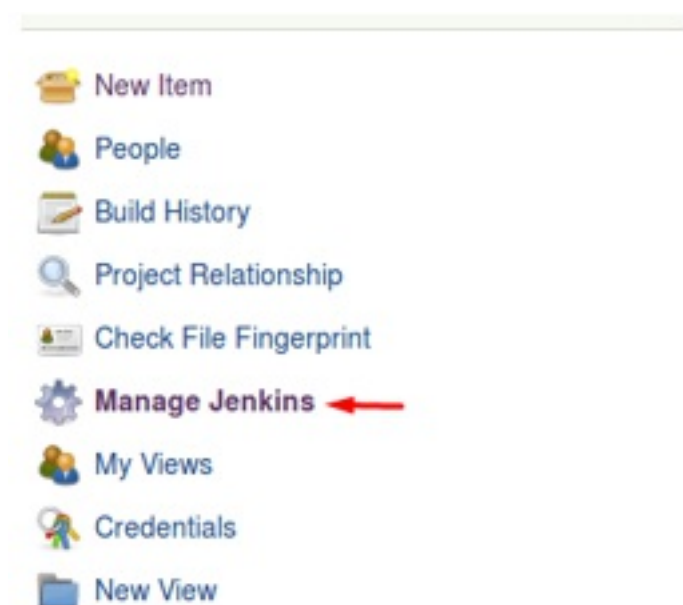 New Item
People
Build History
Project Relationship
Check File Fingerprint
Manage Jenkins
My Views
Credentials
New View